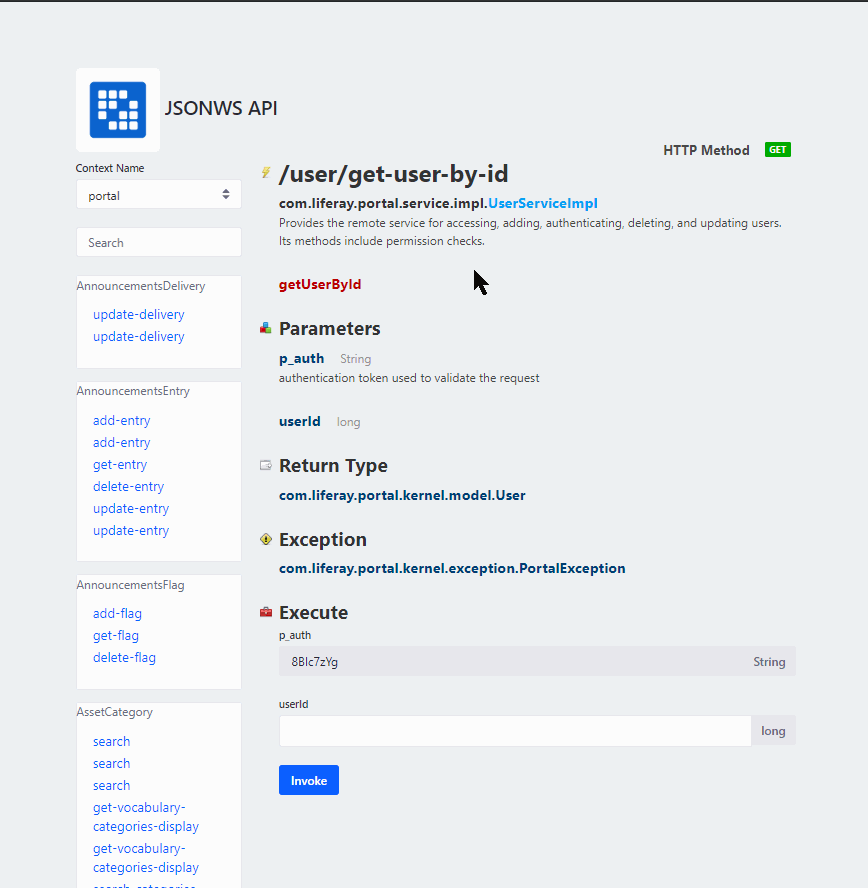 JSONWS API
Context Name
portal
Search
AnnouncementsDelivery
update-delivery
update-delivery
AnnouncementsEntry
add-entry
add-entry
get-entry
delete-entry
update-entry
update-entry
AnnouncementsFlag
add-flag
get-flag
delete-flag
AssetCategory
search
search
search
get-vocabulary-
categories-display
get-vocabulary-
categories-display
search-categories
HTTP Method GET
/user/get-user-by-id
com.liferay.portal.service.impl.UserServiceImpl
Provides the remote service for accessing, adding, authenticating, deleting, and updating users.
Its methods include permission checks.
getUserById
Parameters
p_auth String
authentication token used to validate the request
userId long
Return Type
com.liferay.portal.kernel.model.User
Exception
com.liferay.portal.kernel.exception.PortalException
Execute
p_auth
String
userId
long
Invoke